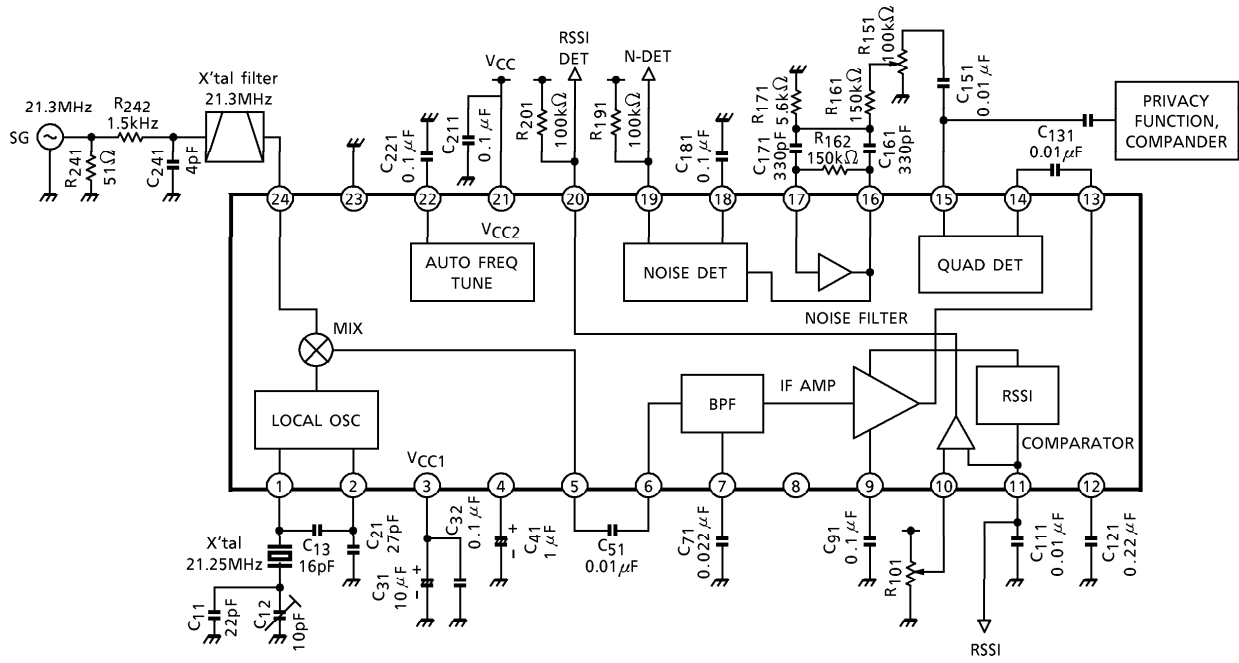 21.3MHz
SG
R241
51Ω
R242
1.5kHz
C241
4pF
X'tal filter
21.3MHz
C221
0.1μF
VCC
C211
0.1μF
RSSI
DET
R201
100kΩ
N-DET
R191
100kΩ
C181
0.1μF
R171
5.6kΩ
C171
330pF
R161
150kΩ
R162
150kΩ
C161
330pF
R151
100kΩ
C151
0.01μF
C131
0.01μF
PRIVACY
FUNCTION,
COMPANDER
24
23
22
21
20
19
18
17
16
15
14
13
VCC2
AUTO FREQ
TUNE
NOISE DET
QUAD DET
NOISE FILTER
MIX
LOCAL OSC
BPF
IF AMP
RSSI
COMPARATOR
VCC1
1
2
3
4
5
6
7
8
9
10
11
12
X'tal
21.25MHz
C13
16pF
C21
27pF
C11
22pF
C12
10pF
C31
10μF
+
-
C32
0.1μF
+
-
C41
1μF
C51
0.01μF
C71
0.022μF
C91
0.1μF
R101
C111
0.01μF
C121
0.22μF
RSSI